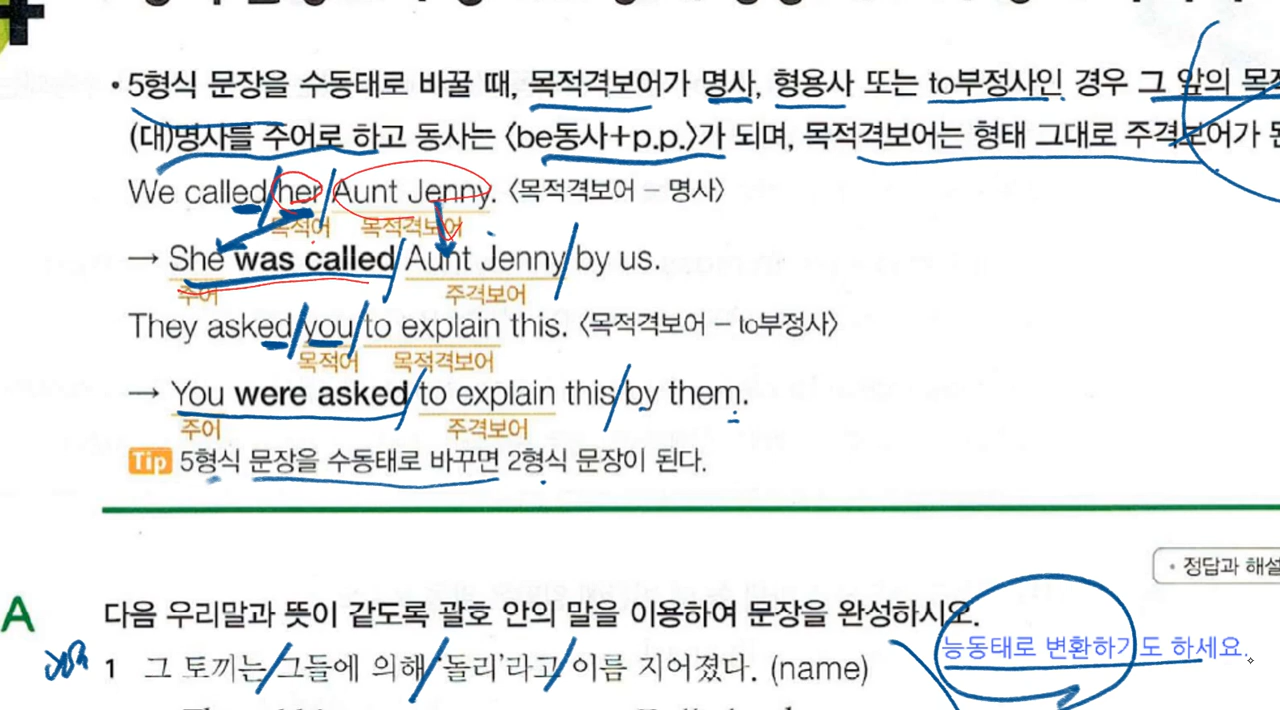 • 5형식 문장을 수동태로 바꿀 때, 목적격보어가 명사, 형용사 또는 to부정사인 경우 그 앞의
(대)명사를 주어로 하고 동사는 〈be동사+p.p.〉가 되며, 목적격보어는 형태 그대로 주격보어가
We called her Aunt Jenny. 〈목적격보어 – 명사〉
목적어 목적격보어
→ She was called Aunt Jenny by us.
주어 주격보어
They asked you to explain this. 〈목적격보어 – to부정사〉
목적어 목적격보어
→ You were asked to explain this by them.
주어 주격보어
Tip 5형식 문장을 수동태로 바꾸면 2형식 문장이 된다.
• 정답과 해설
A 다음 우리말과 뜻이 같도록 괄호 안의 말을 이용하여 문장을 완성하시오.
능동태로 변환하기도 하세요.
1 그 토끼는 그들에 의해 '돌리'라고 이름 지어졌다. (name)